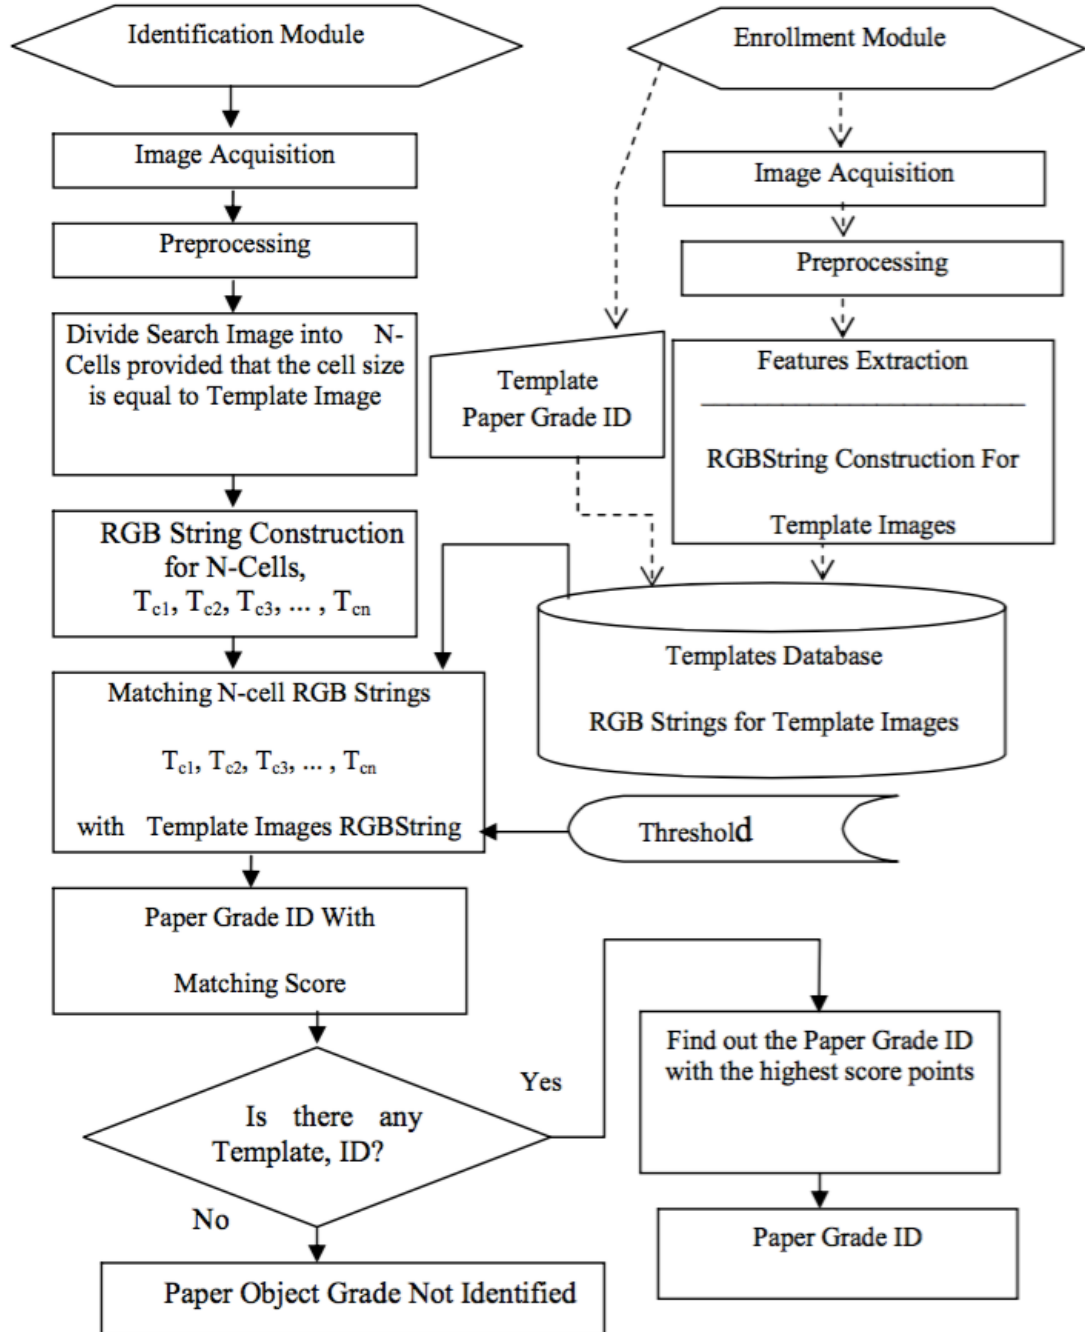 Identification Module
Image Acquisition
Preprocessing
Divide Search Image into N-
Cells provided that the cell size
is equal to Template Image
RGB String Construction
for N-Cells,
Tc1, Tc2, Tc3, ... , Tcn
Matching N-cell RGB Strings
Tc1, Tc2, Tc3, ... , Tcn
with Template Images RGBString
Paper Grade ID With
Matching Score
Is there any
Template, ID?
Yes
No
Paper Object Grade Not Identified
Find out the Paper Grade ID
with the highest score points
Paper Grade ID
Enrollment Module
Image Acquisition
Preprocessing
Features Extraction
RGBString Construction For
Template Images
Template
Paper Grade ID
Templates Database
RGB Strings for Template Images
Threshold